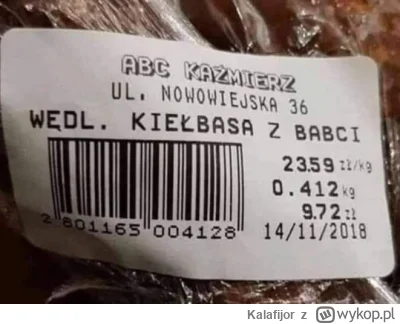 ABC KAŹMIERZ
UL. NOWOWIEJSKA 36
WĘDL. KIEŁBASA Z BABCI
23.59 zł/kg
0.412 kg
9.72 zł
2 801165 004128
14/11/2018
Kalafijor z wykop.pl